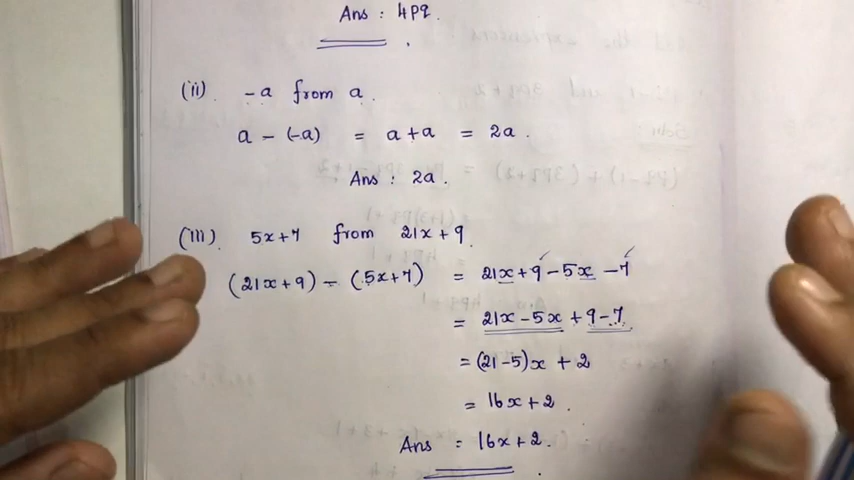 Ans : 4pq.
(ii). -a from a.
a - (-a) = a+a = 2a.
Ans : 2a.
(iii). 5x+7 from 21x+9.
(21x+9) - (5x+7) = 21x+9-5x-7
= 21x-5x+9-7.
= (21-5)x + 2
= 16x+2.
Ans = 16x+2.